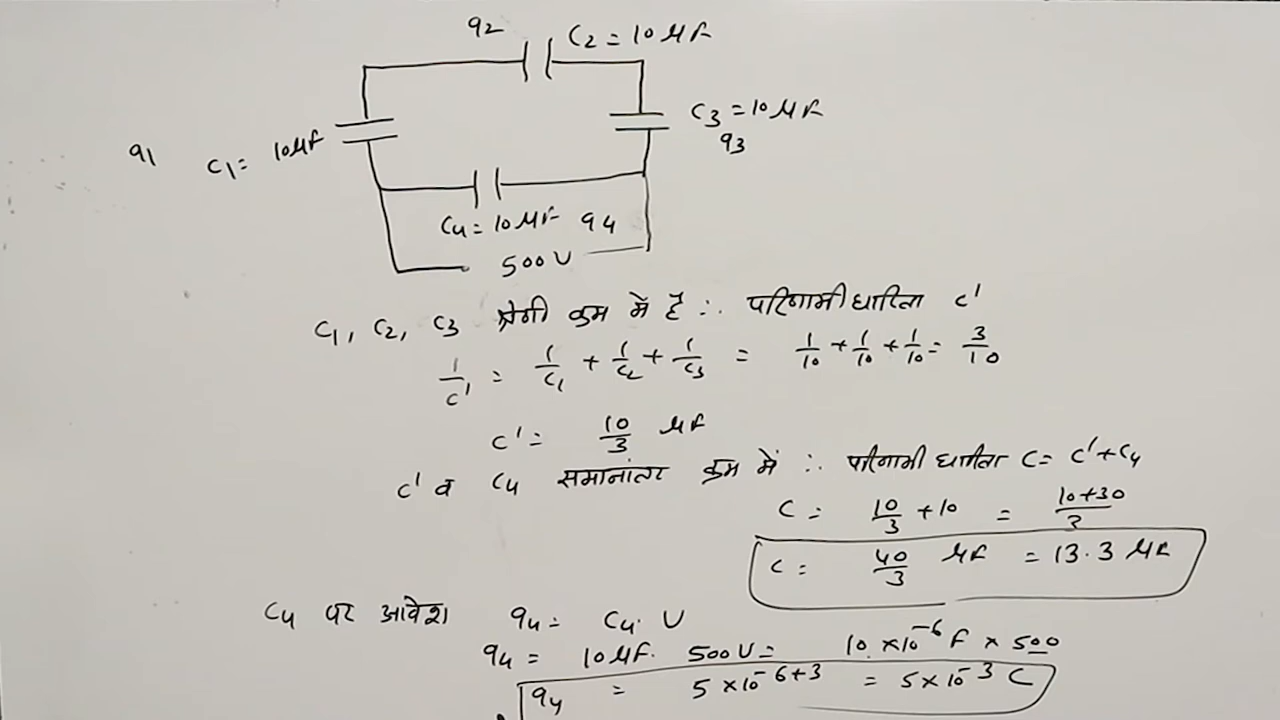 q2 C2 = 10 μF
C3 = 10 μF
q3
q1 C1 = 10μF
C4 = 10 μF q4
500 V
C1, C2, C3 श्रेणी क्रम में हैं ∴ परिणामी धारिता C'
1/C' = 1/C1 + 1/C2 + 1/C3 = 1/10 + 1/10 + 1/10 = 3/10
C' = 10/3 μF
C' व C4 समानांतर क्रम में ∴ परिणामी धारिता C = C' + C4
C = 10/3 + 10 = 10+30/3
C = 40/3 μF = 13.3 μF
C4 पर आवेश q4 = C4. V
q4 = 10 μF. 500 V = 10 × 10^-6 F × 500
q4 = 5 × 10^-6+3 = 5 × 10^-3 C